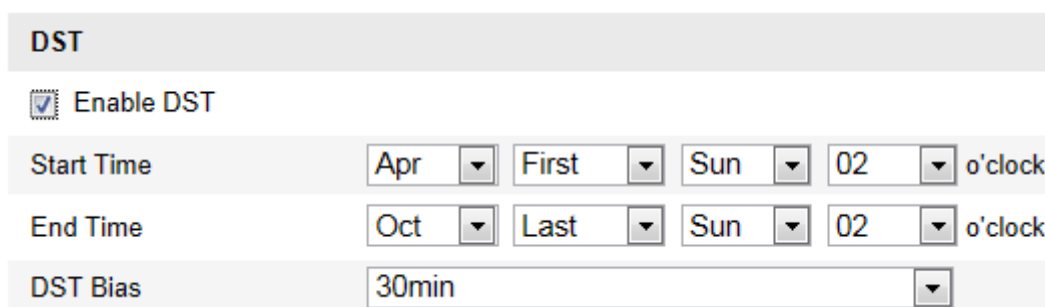 DST
Enable DST
Start Time Apr First Sun 02 o'clock
End Time Oct Last Sun 02 o'clock
DST Bias 30min